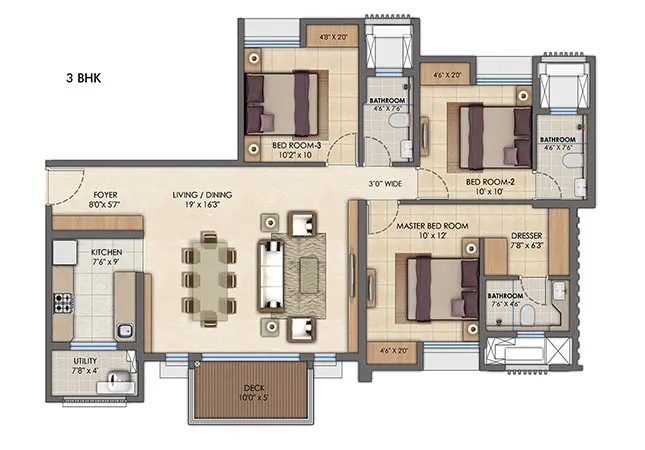 3 BHK
4'8" X 2'0"
BED ROOM-3
10'2" x 10
BATHROOM
4'6" X 7'6"
4'6" X 2'0"
BED ROOM-2
10' x 10'
BATHROOM
4'6" X 7'6"
3'0" WIDE
FOYER
8'0"x 5'7"
LIVING / DINING
19' x 16'3"
MASTER BED ROOM
10' x 12'
DRESSER
7'8" x 6'3"
KITCHEN
7'6" x 9'
BATHROOM
7'6" X 4'6"
UTILITY
7'8" x 4'
4'6" X 2'0"
DECK
10'0" x 5'